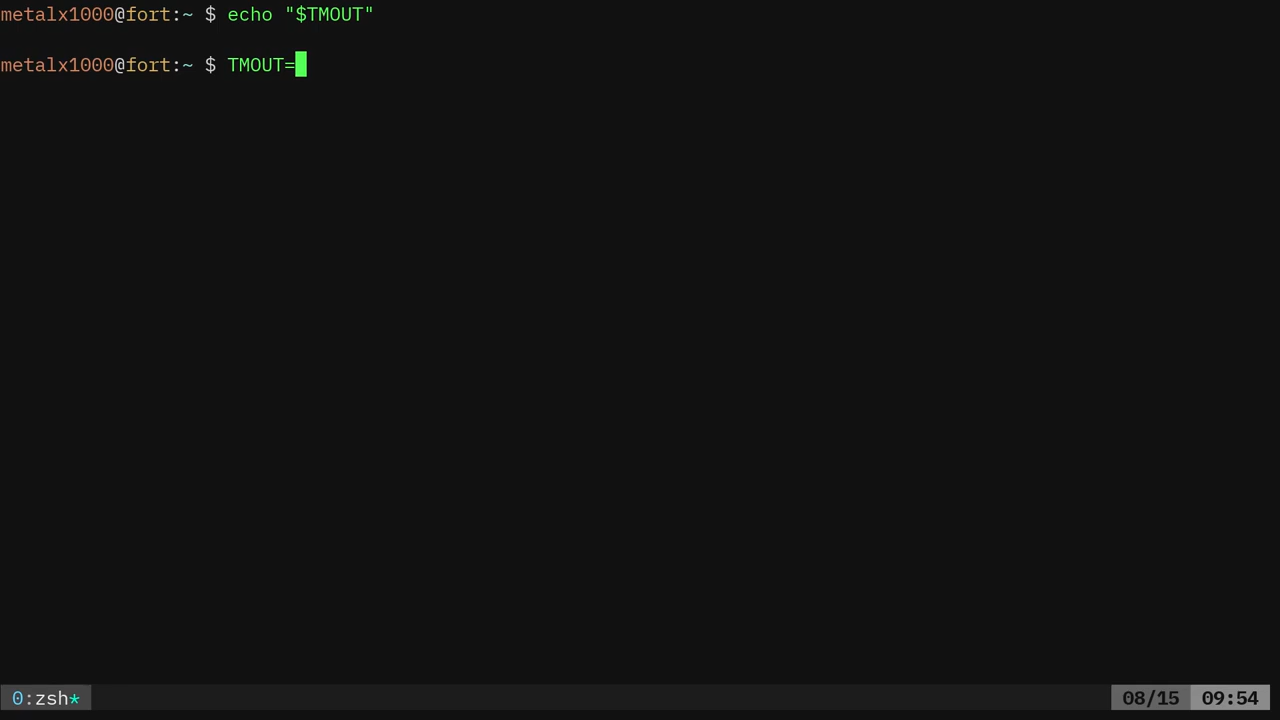 metalx1000@fort:~ $ echo "$TMOUT"
metalx1000@fort:~ $ TMOUT=
0:zsh* 08/15 09:54